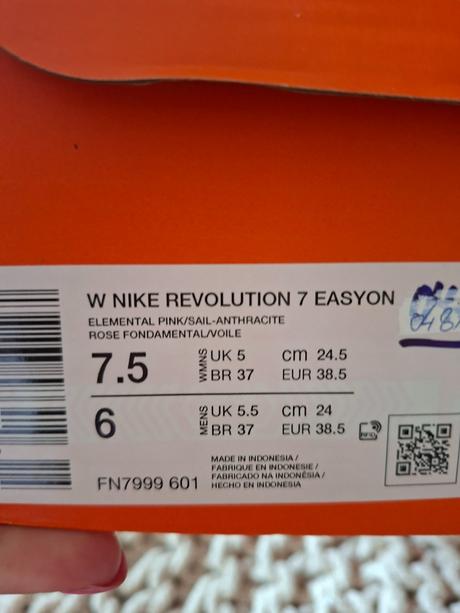 W NIKE REVOLUTION 7 EASYON
ELEMENTAL PINK/SAIL-ANTHRACITE
ROSE FONDAMENTAL/VOILE
7.5 WMNS UK 5 cm 24.5
BR 37 EUR 38.5
6 MENS UK 5.5 cm 24
BR 37 EUR 38.5
RFID
MADE IN INDONESIA /
FABRIQUE EN INDONESIE /
FABRICADO NA INDONÉSIA /
HECHO EN INDONESIA
FN7999 601